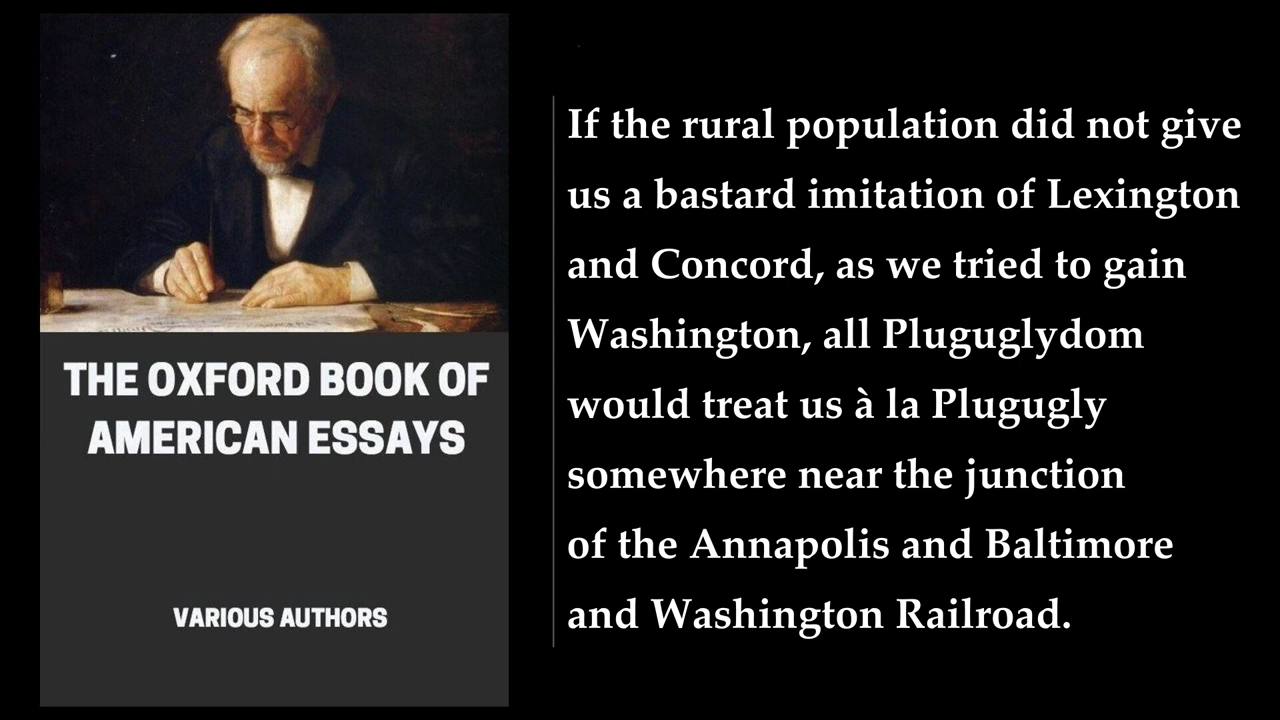 THE OXFORD BOOK OF
AMERICAN ESSAYS
VARIOUS AUTHORS
If the rural population did not give
us a bastard imitation of Lexington
and Concord, as we tried to gain
Washington, all Pluguglydom
would treat us à la Plugugly
somewhere near the junction
of the Annapolis and Baltimore
and Washington Railroad.